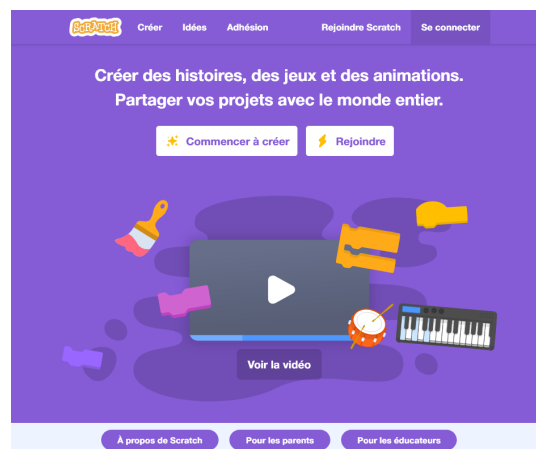 SCRATCH Créer Idées Adhésion Rejoindre Scratch Se connecter
Créer des histoires, des jeux et des animations.
Partager vos projets avec le monde entier.
Commencer à créer Rejoindre
Voir la vidéo
À propos de Scratch Pour les parents Pour les éducateurs